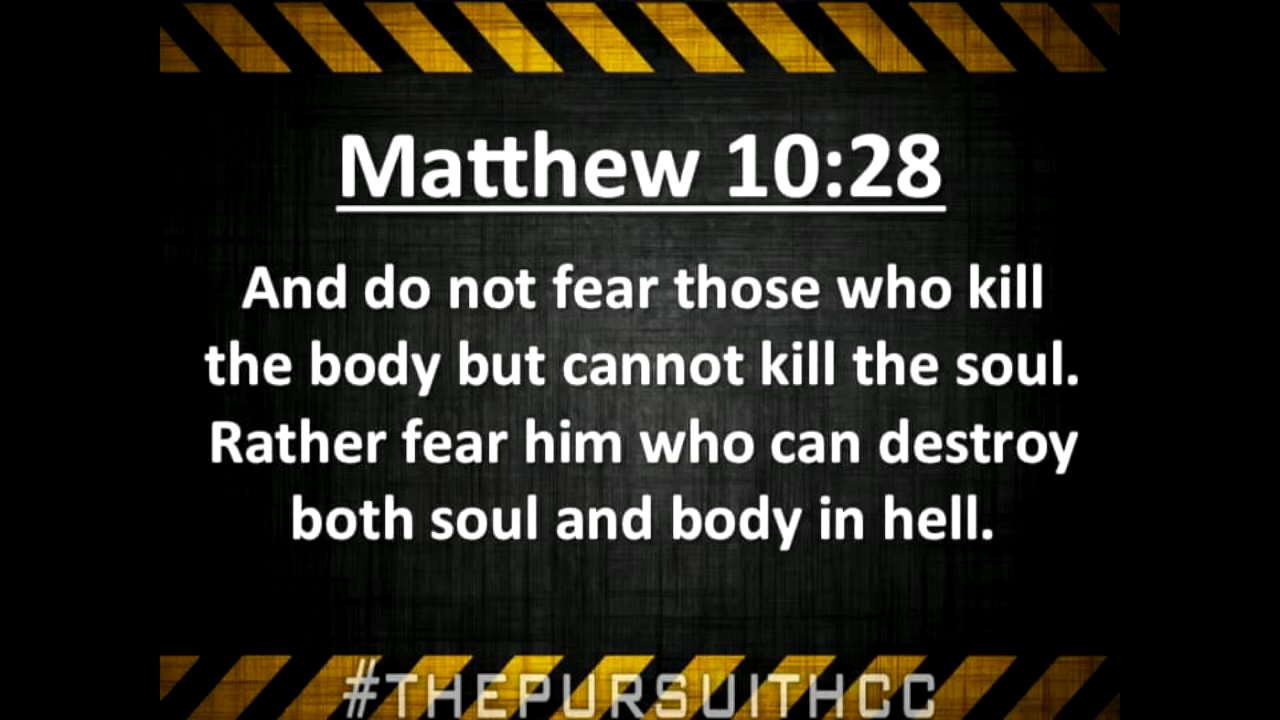 Matthew 10:28
And do not fear those who kill
the body but cannot kill the soul.
Rather fear him who can destroy
both soul and body in hell.
#THEPURSUITHCC